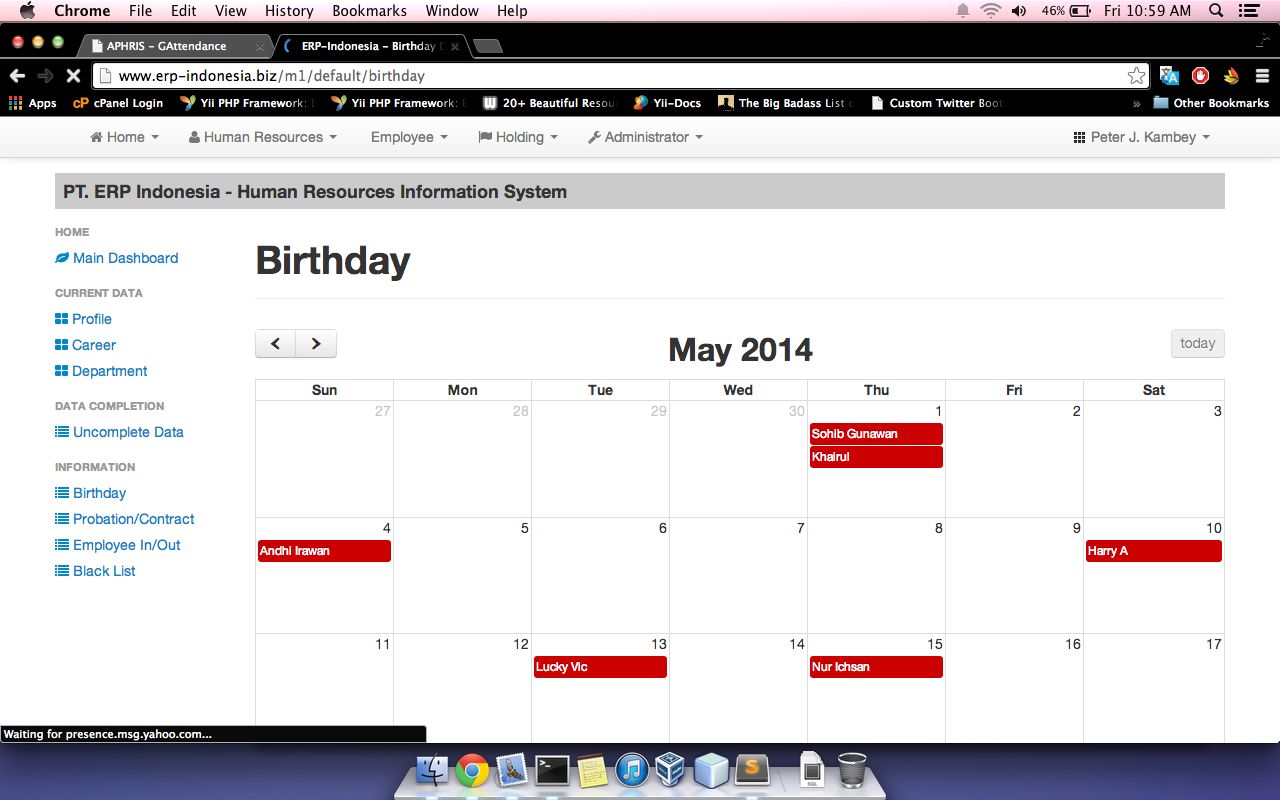 Chrome File Edit View History Bookmarks Window Help 46% Fri 10:59 AM
APHRIS – GAttendance ERP-Indonesia – Birthday
www.erp-indonesia.biz/m1/default/birthday
Apps cPanel Login Yii PHP Framework: Yii PHP Framework: 20+ Beautiful Resou Yii-Docs The Big Badass List Custom Twitter Boot » Other Bookmarks
Home Human Resources Employee Holding Administrator Peter J. Kambey
PT. ERP Indonesia - Human Resources Information System
HOME
Main Dashboard
CURRENT DATA
Profile
Career
Department
DATA COMPLETION
Uncomplete Data
INFORMATION
Birthday
Probation/Contract
Employee In/Out
Black List
Birthday
May 2014 today
Sun Mon Tue Wed Thu Fri Sat
27 28 29 30 1 2 3
Sohib Gunawan
Khairul
4 5 6 7 8 9 10
Andhi Irawan Harry A
11 12 13 14 15 16 17
Lucky Vic Nur Ichsan
Waiting for presence.msg.yahoo.com...
SQL